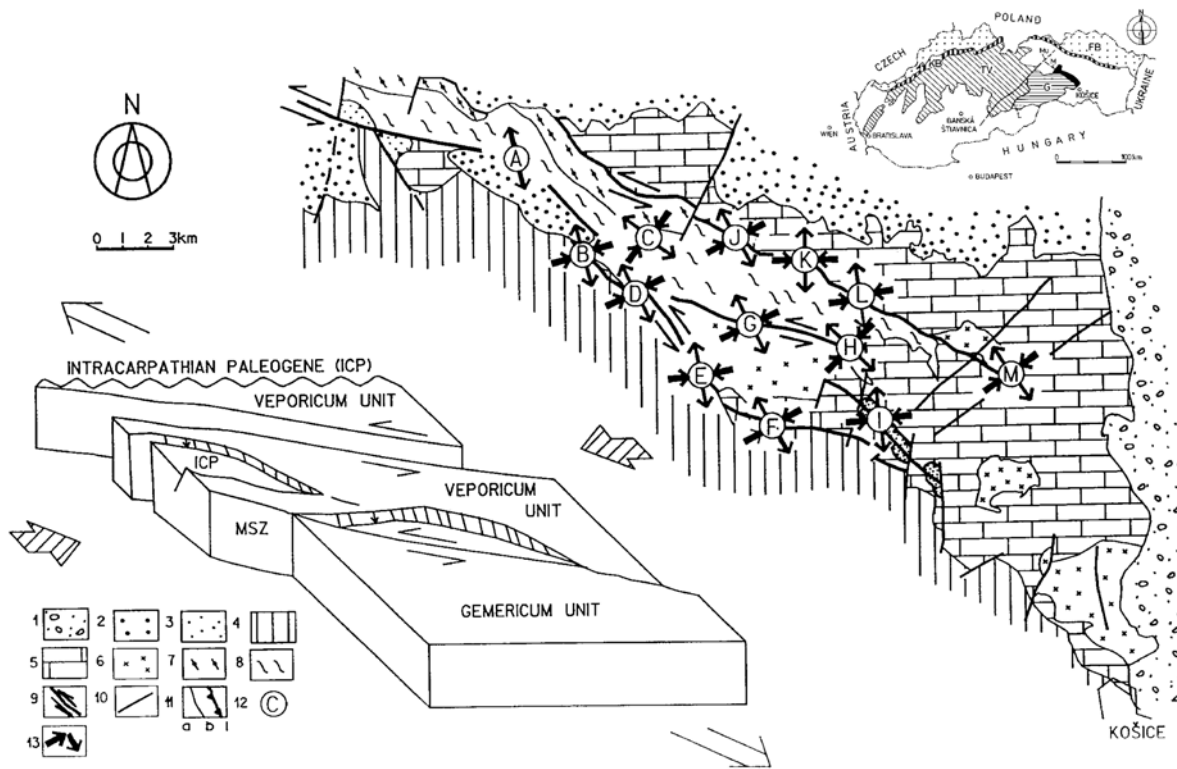 N
0 1 2 3km
POLAND
CZECH
KB
TV
FB
M
G
KOŠICE
UKRAINE
AUSTRIA
WIEN
BRATISLAVA
BANSKÁ
ŠTIAVNICA
HUNGARY
BUDAPEST
0 100km
N
A
B
C
D
E
F
G
H
I
J
K
L
M
KOŠICE
INTRACARPATHIAN PALEOGENE (ICP)
VEPORICUM UNIT
ICP
VEPORICUM
UNIT
MSZ
GEMERICUM UNIT
1 2 3 4
5 6 7 8
9 10 11 12 C
a b
13